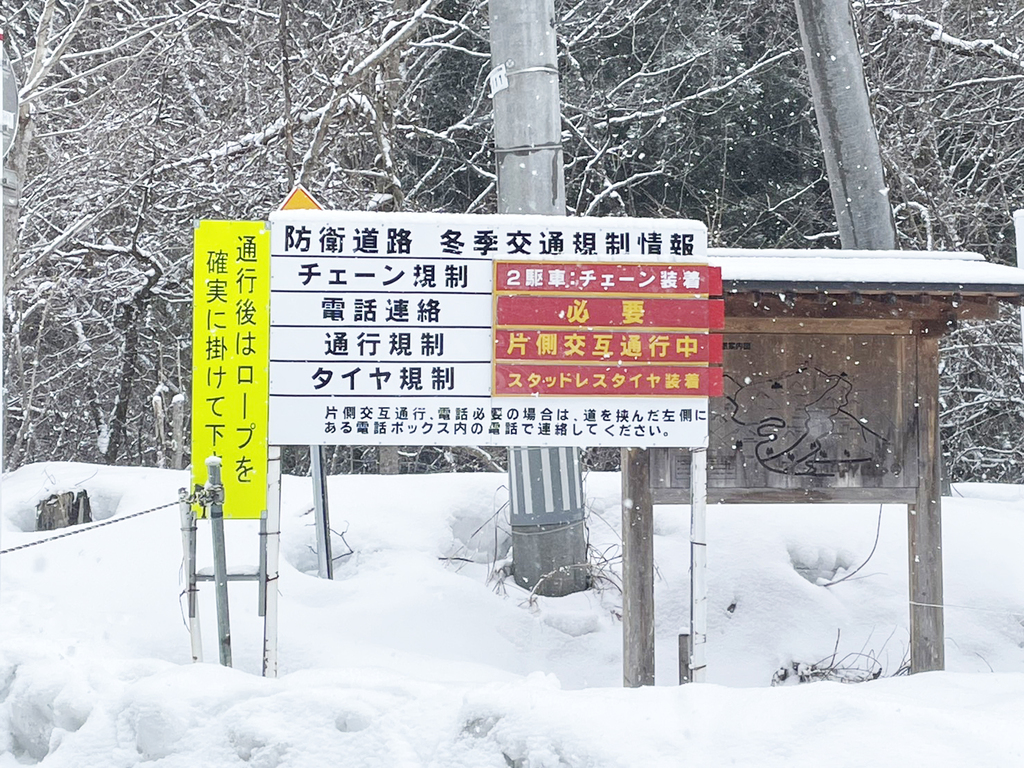 通行後はロープを
確実に掛けて下
防衛道路 冬季交通規制情報
チェーン規制 2駆車:チェーン装着
電話連絡 必要
通行規制 片側交互通行中
タイヤ規制 スタッドレスタイヤ装着
片側交互通行、電話必要の場合は、道を挟んだ左側に
ある電話ボックス内の電話で連絡してください。
案内図